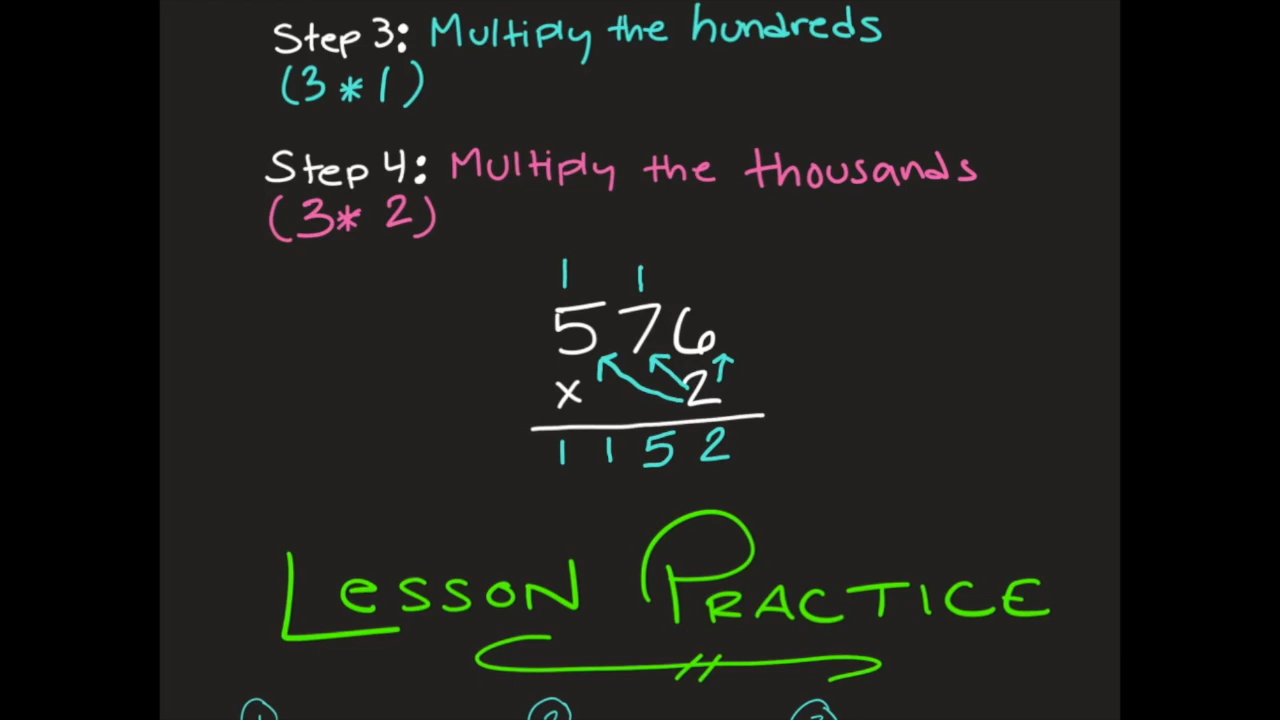 Step 3: Multiply the hundreds
(3 * 1)
Step 4: Multiply the thousands
(3 * 2)
1 1
576
x 2
1152
LESSON PRACTICE